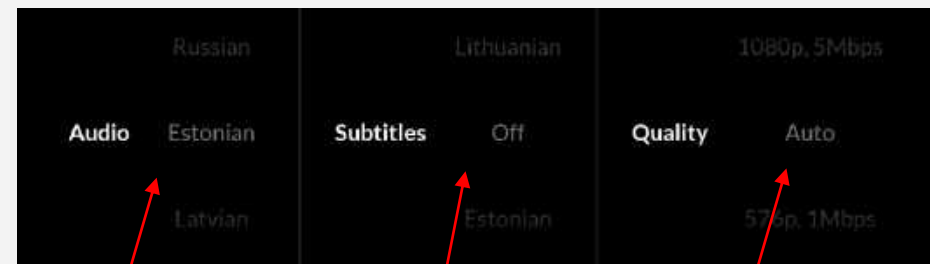 Russian Lithuanian 1080p, 5Mbps
Audio Estonian Subtitles Off Quality Auto
Latvian Estonian 576p, 1Mbps